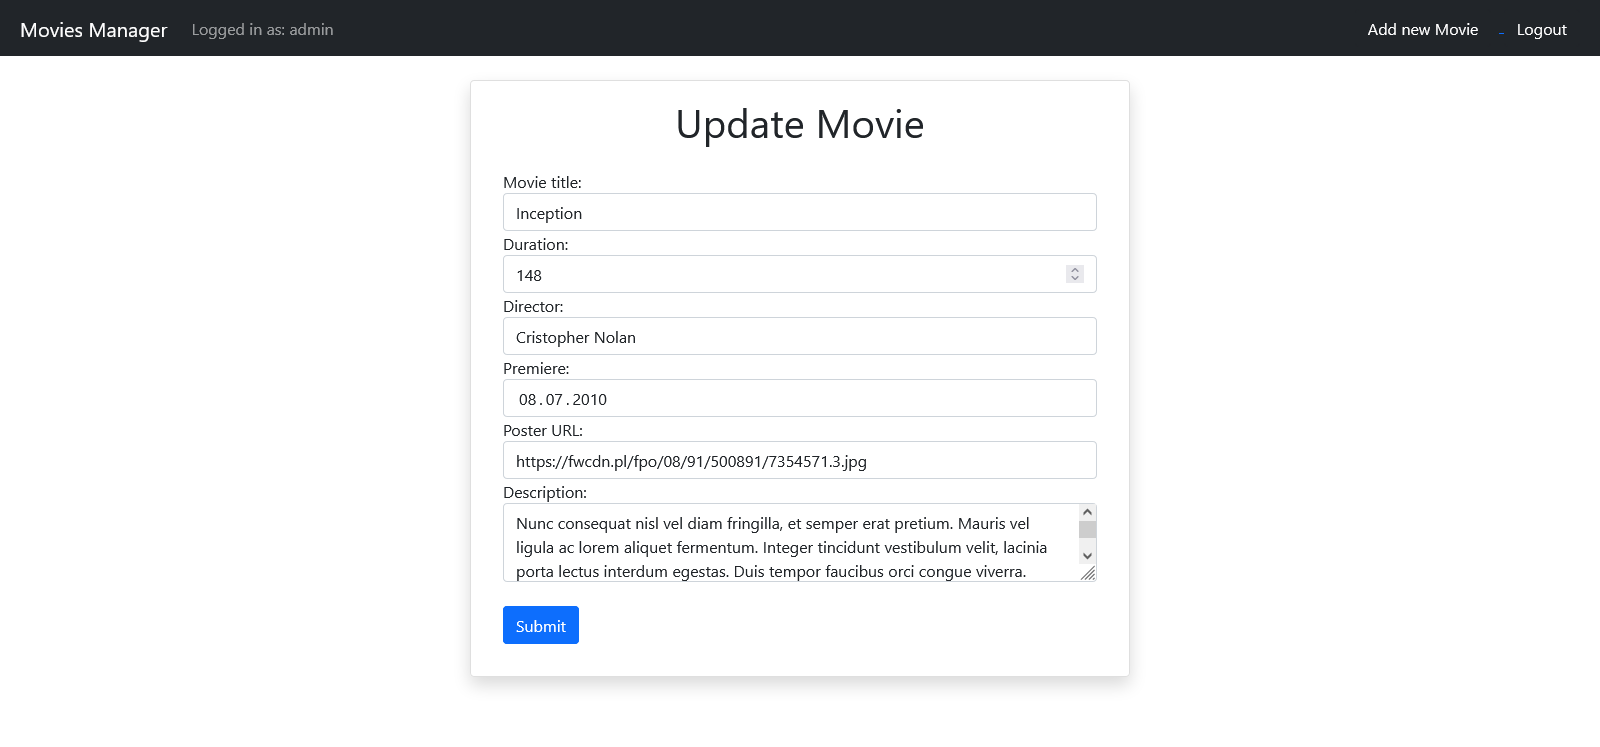 Movies Manager Logged in as: admin Add new Movie - Logout
Update Movie
Movie title:
Inception
Duration:
148
Director:
Cristopher Nolan
Premiere:
08.07.2010
Poster URL:
https://fwcdn.pl/fpo/08/91/500891/7354571.3.jpg
Description:
Nunc consequat nisl vel diam fringilla, et semper erat pretium. Mauris vel
ligula ac lorem aliquet fermentum. Integer tincidunt vestibulum velit, lacinia
porta lectus interdum egestas. Duis tempor faucibus orci congue viverra.
Submit